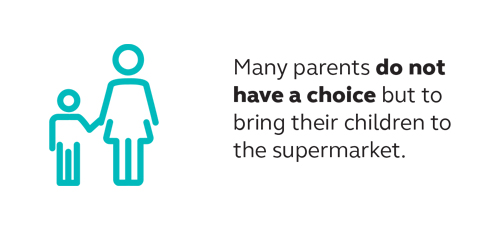 Many parents do not
have a choice but to
bring their children to
the supermarket.